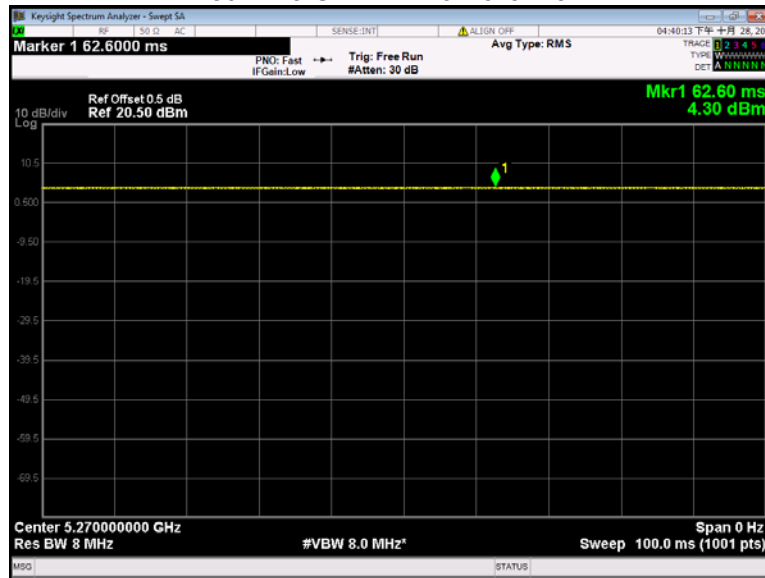 Keysight Spectrum Analyzer - Swept SA
RF 50 Ω AC SENSE:INT ALIGN OFF 04:40:13 下午 十月 28, 20
Marker 1 62.6000 ms
PNO: Fast
IFGain:Low
Trig: Free Run
#Atten: 30 dB
Avg Type: RMS
TRACE 1 2 3 4 5
TYPE WWWWWW
DET A N N N N N
Mkr1 62.60 ms
4.30 dBm
Ref Offset 0.5 dB
10 dB/div Ref 20.50 dBm
Log
1
10.5
0.500
-9.50
-19.5
-29.5
-39.5
-49.5
-59.5
-69.5
Center 5.270000000 GHz Span 0 Hz
Res BW 8 MHz #VBW 8.0 MHz* Sweep 100.0 ms (1001 pts)
MSG STATUS